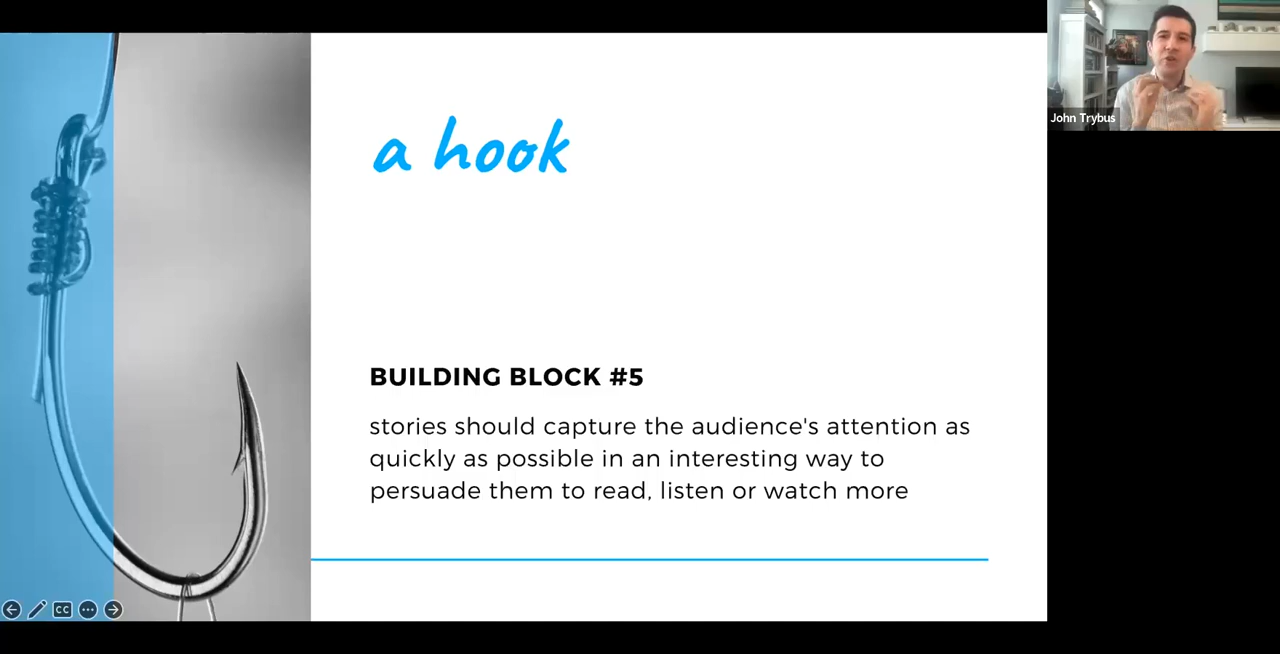 a hook
BUILDING BLOCK #5
stories should capture the audience's attention as
quickly as possible in an interesting way to
persuade them to read, listen or watch more
John Trybus
CC